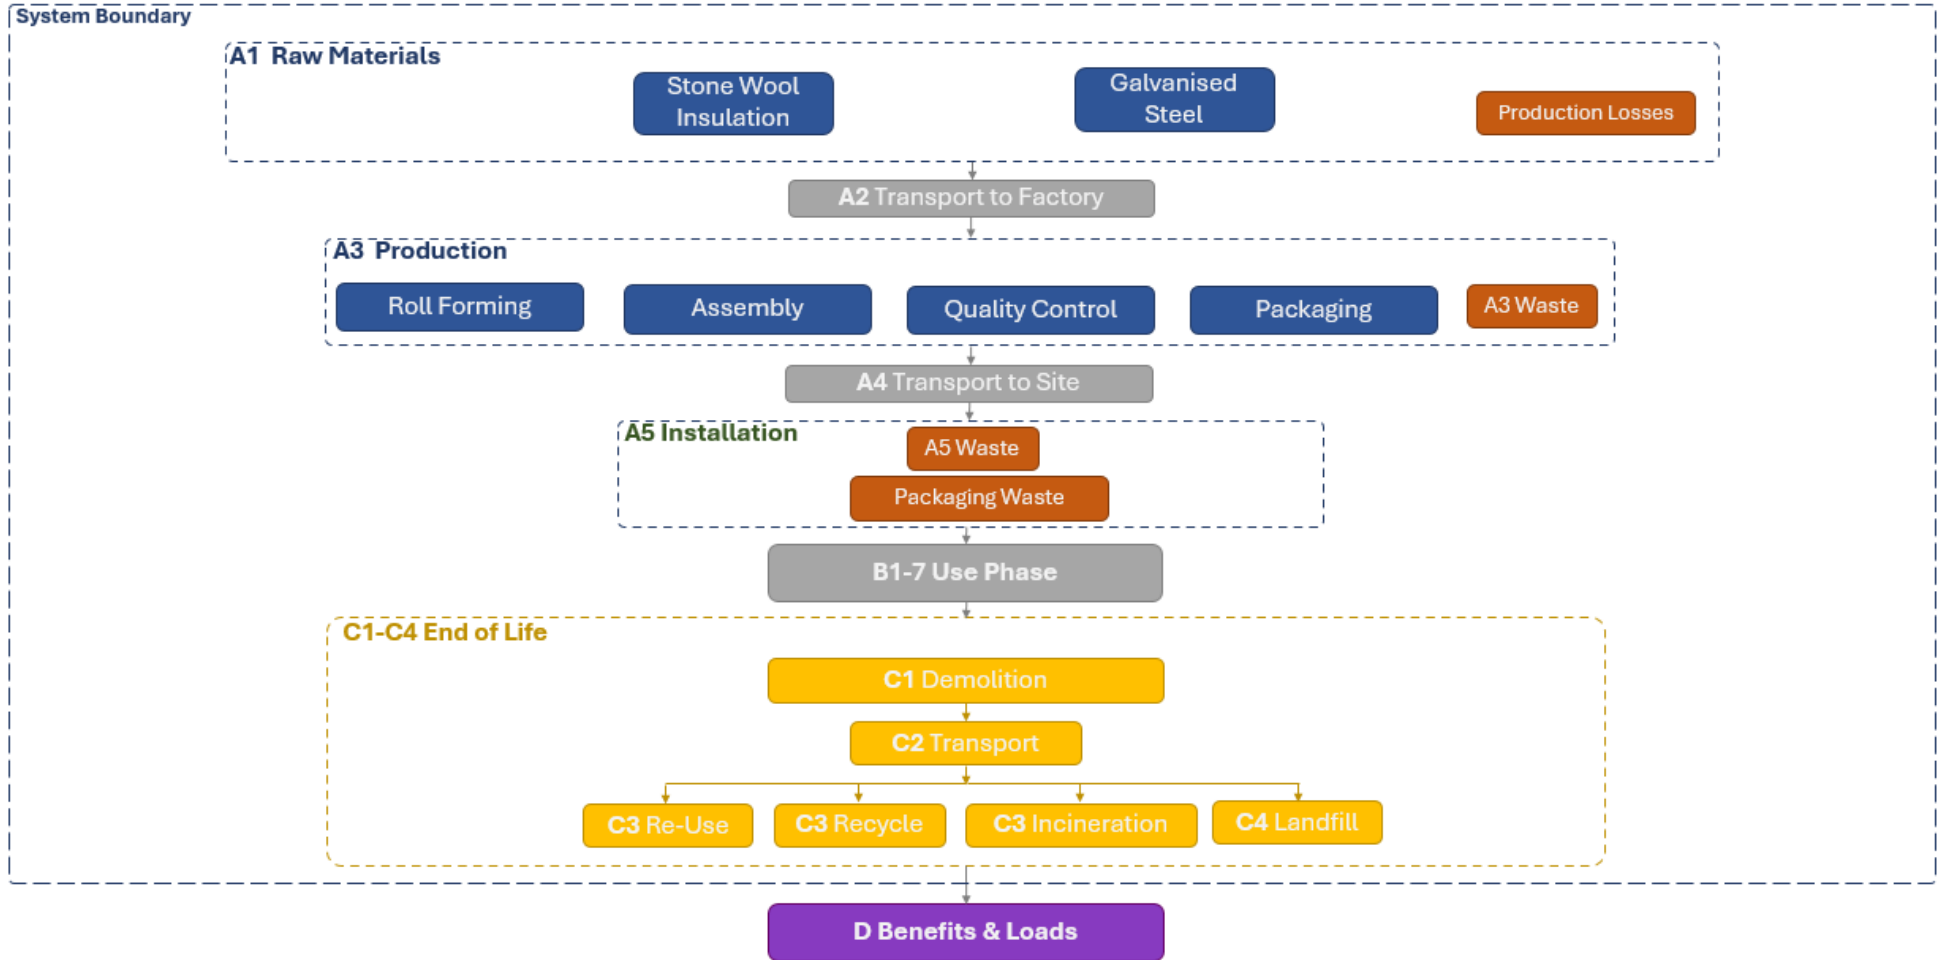 System Boundary
A1 Raw Materials
Stone Wool
Insulation
Galvanised
Steel
Production Losses
A2 Transport to Factory
A3 Production
Roll Forming
Assembly
Quality Control
Packaging
A3 Waste
A4 Transport to Site
A5 Installation
A5 Waste
Packaging Waste
B1-7 Use Phase
C1-C4 End of Life
C1 Demolition
C2 Transport
C3 Re-Use
C3 Recycle
C3 Incineration
C4 Landfill
D Benefits & Loads